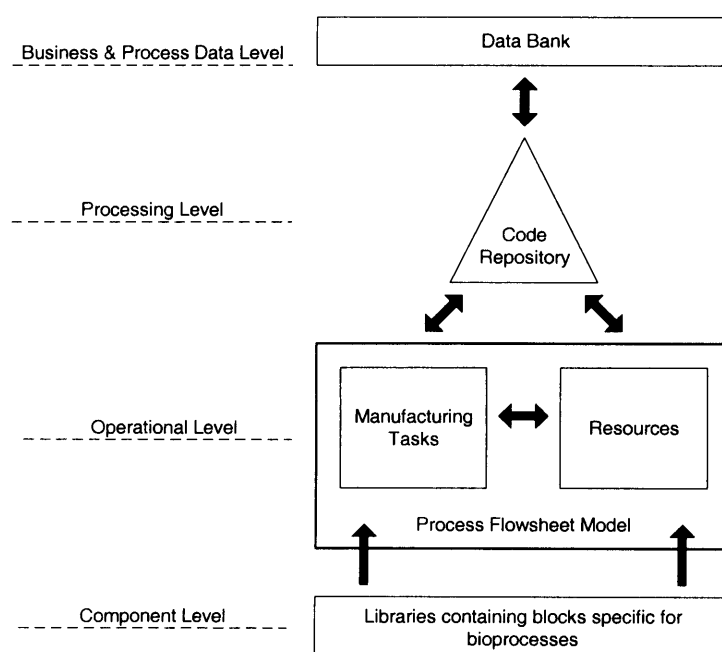 Business & Process Data Level
Data Bank
Processing Level
Code
Repository
Operational Level
Manufacturing
Tasks
Resources
Process Flowsheet Model
Component Level
Libraries containing blocks specific for
bioprocesses